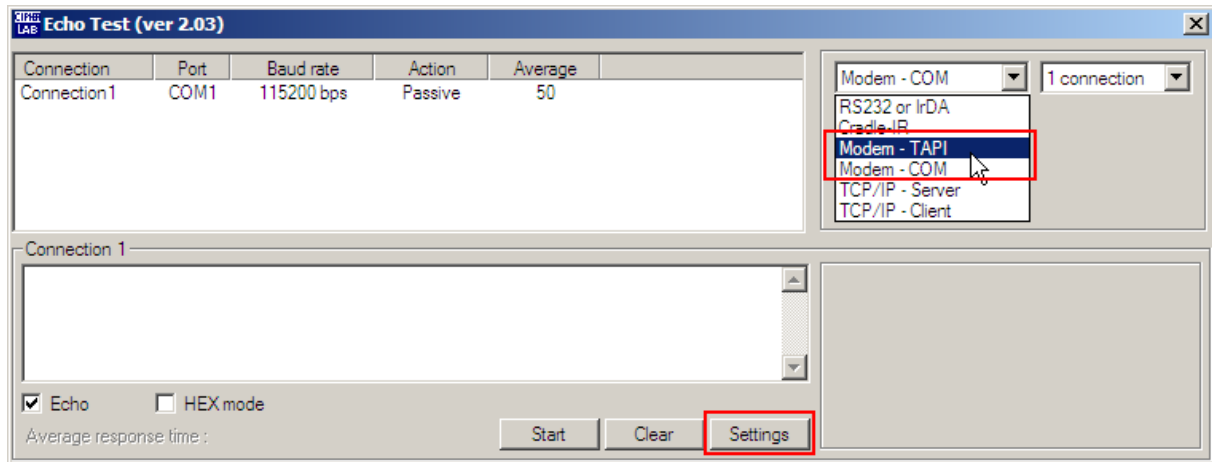 CIPHER LAB Echo Test (ver 2.03)
Connection Port Baud rate Action Average
Connection1 COM1 115200 bps Passive 50
Modem - COM 1 connection
RS232 or IrDA
Cradle-IR
Modem - TAPI
Modem - COM
TCP/IP - Server
TCP/IP - Client
Connection 1
Echo HEX mode
Average response time : Start Clear Settings